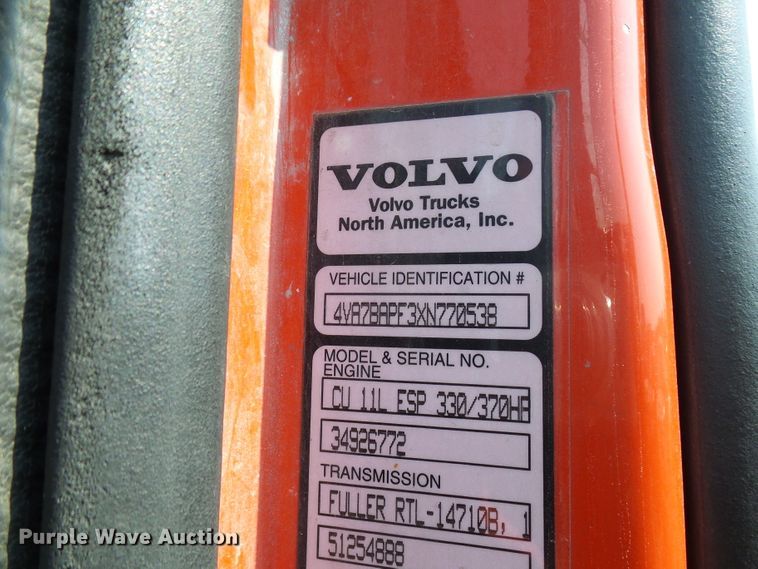 VOLVO
Volvo Trucks
North America, Inc.
VEHICLE IDENTIFICATION #
4VA7BAPF3XN770538
MODEL & SERIAL NO.
ENGINE
CU 11L ESP 330/370HP
34926772
TRANSMISSION
FULLER RTL-14710B, 1
51254888
Purple Wave Auction